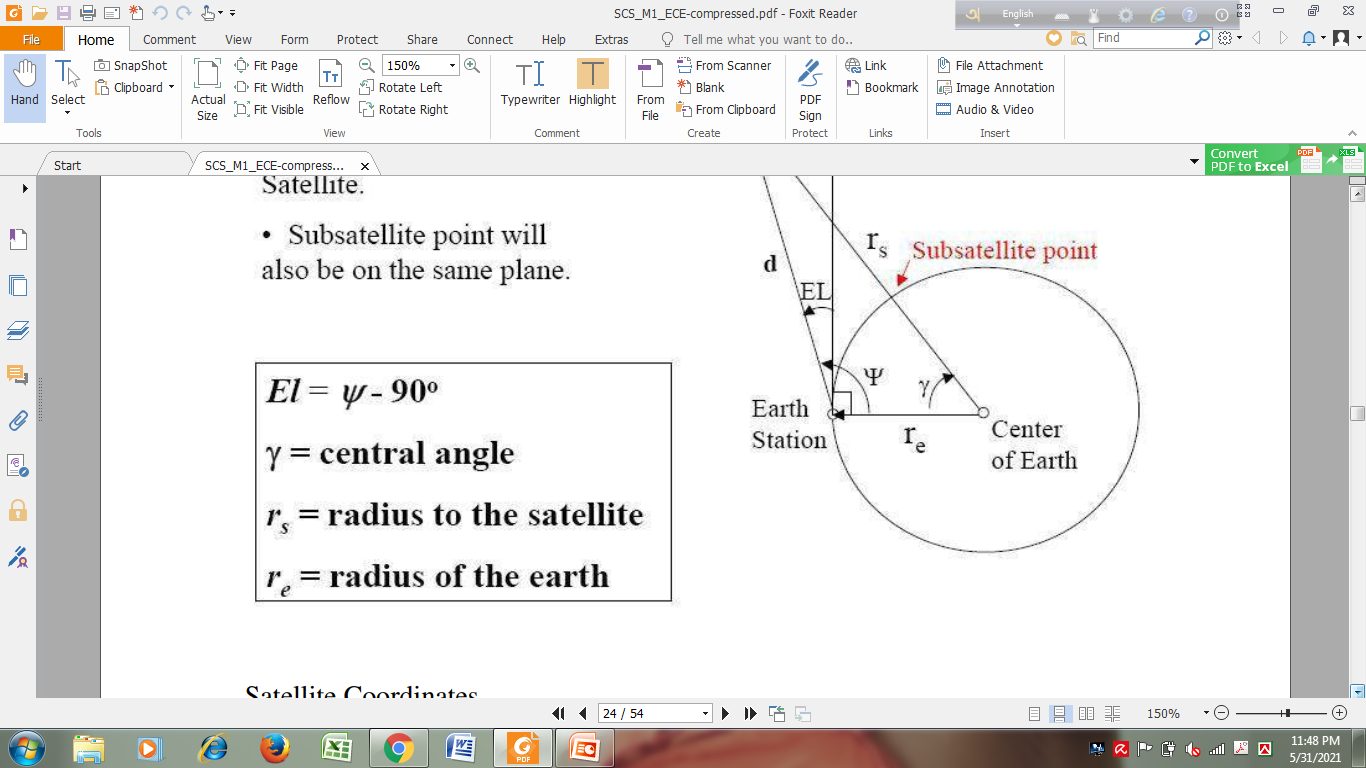 SCS_M1_ECE-compressed.pdf - Foxit Reader
English
File
Home
Comment
View
Form
Protect
Share
Connect
Help
Extras
Tell me what you want to do..
Find
Hand
Select
SnapShot
Clipboard
Tools
Actual Size
Fit Page
Fit Width
Fit Visible
Reflow
150%
Rotate Left
Rotate Right
View
Typewriter
Highlight
Comment
From File
From Scanner
Blank
From Clipboard
Create
PDF Sign
Protect
Link
Bookmark
Links
File Attachment
Image Annotation
Audio & Video
Insert
Start
SCS_M1_ECE-compress...
Convert
PDF to Excel
PDF
XLS
Satellite.
• Subsatellite point will
also be on the same plane.
El = ψ - 90º
γ = central angle
r_s = radius to the satellite
r_e = radius of the earth
r_s
Subsatellite point
d
EL
Ψ
γ
Earth
Station
r_e
Center
of Earth
Satellite Coordinates
24 / 54
150%
PDF
11:48 PM
5/31/2021